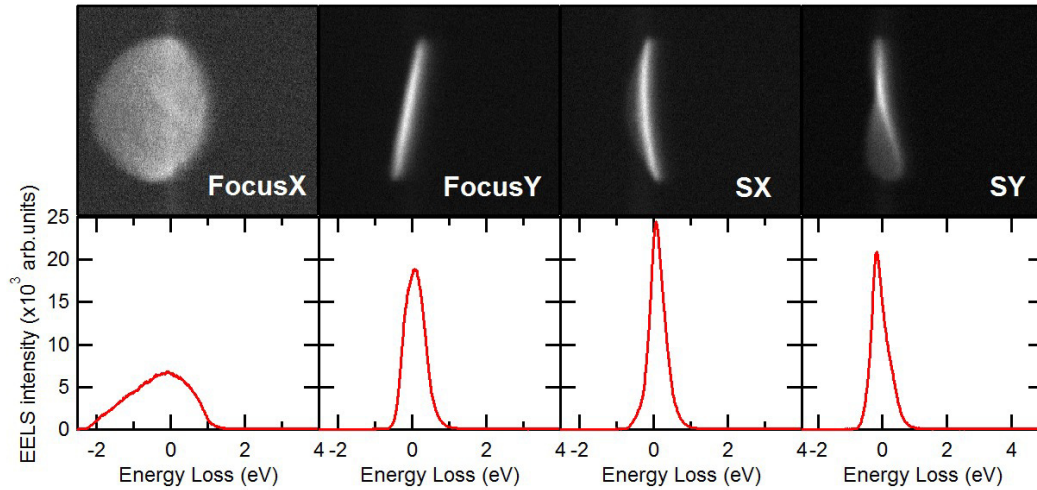 FocusX FocusY SX SY
25
20
15
10
5
0
EELS intensity (x10³ arb.units)
-2 0 2 4 -2 0 2 4 -2 0 2 4 -2 0 2 4
Energy Loss (eV) Energy Loss (eV) Energy Loss (eV) Energy Loss (eV)